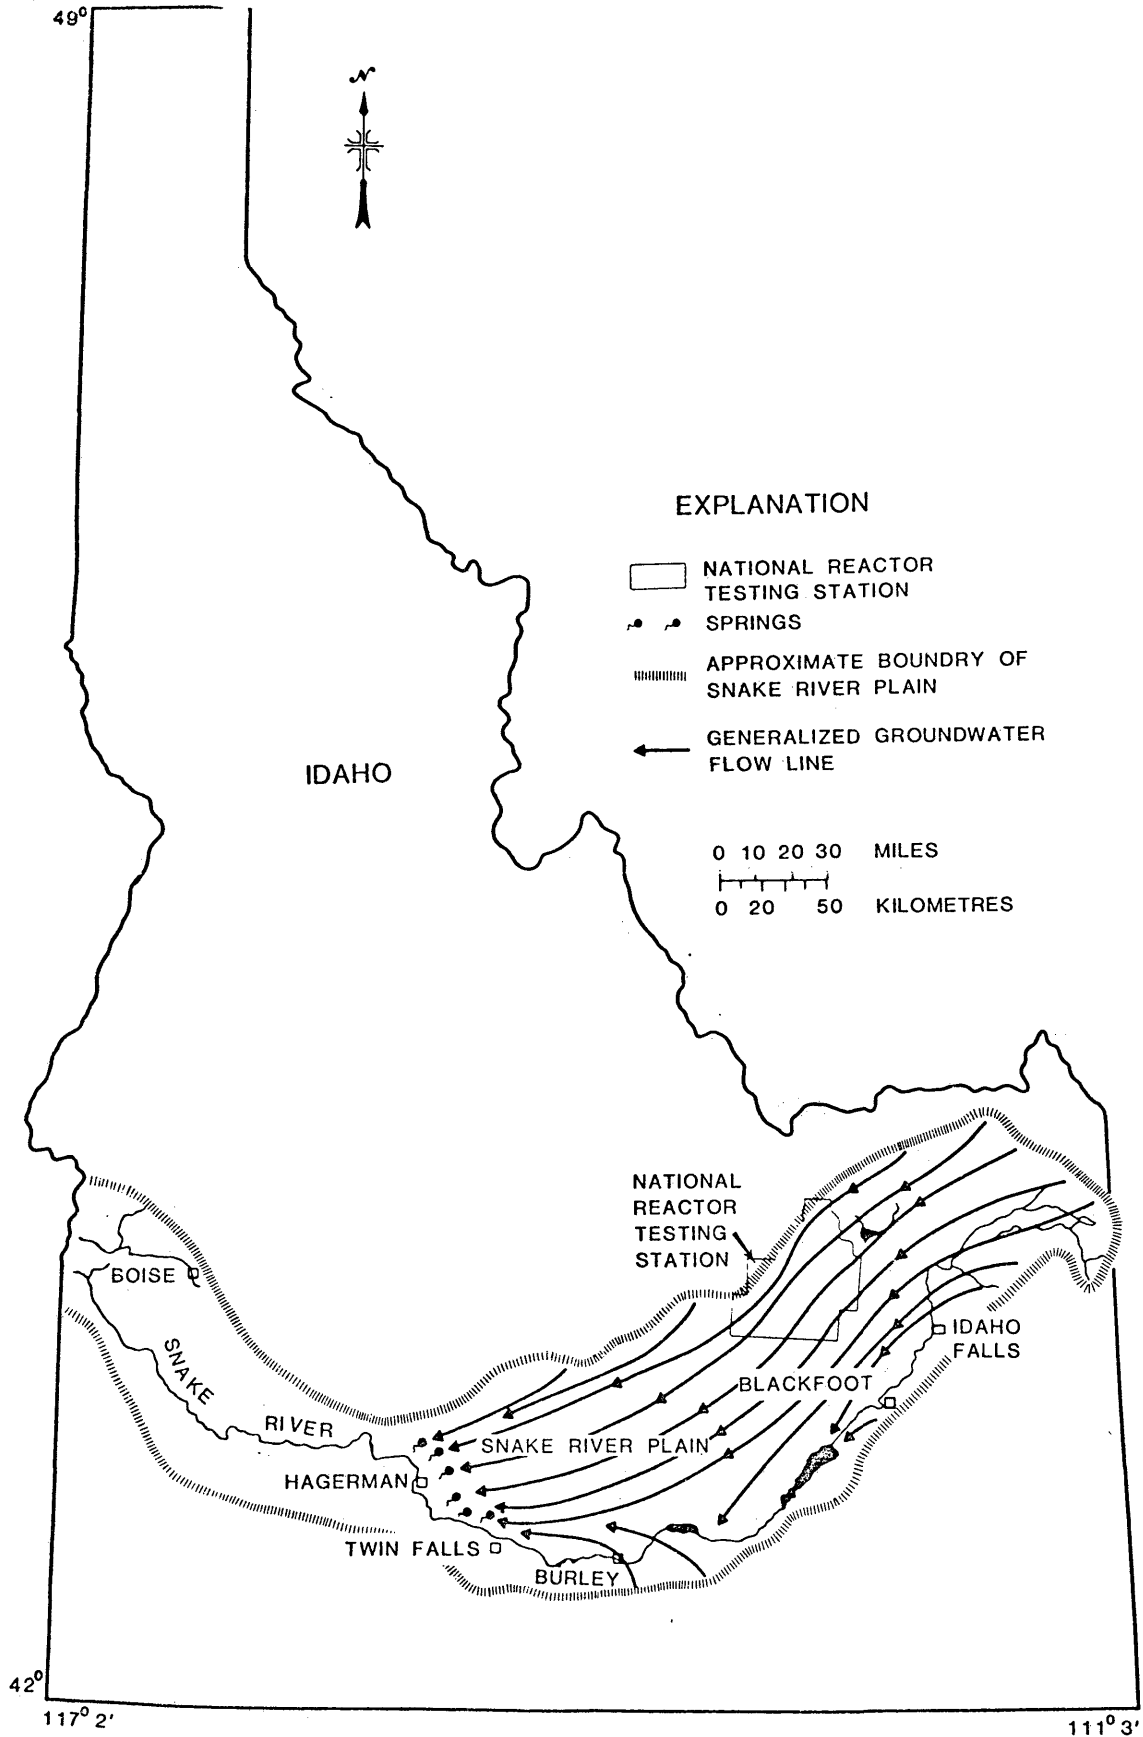 49°
N
EXPLANATION
NATIONAL REACTOR
TESTING STATION
SPRINGS
APPROXIMATE BOUNDRY OF
SNAKE RIVER PLAIN
GENERALIZED GROUNDWATER
FLOW LINE
IDAHO
0 10 20 30 MILES
0 20 50 KILOMETRES
NATIONAL
REACTOR
TESTING
STATION
BOISE
SNAKE
RIVER
IDAHO
FALLS
BLACKFOOT
SNAKE RIVER PLAIN
HAGERMAN
TWIN FALLS
BURLEY
42°
117° 2'
111° 3'